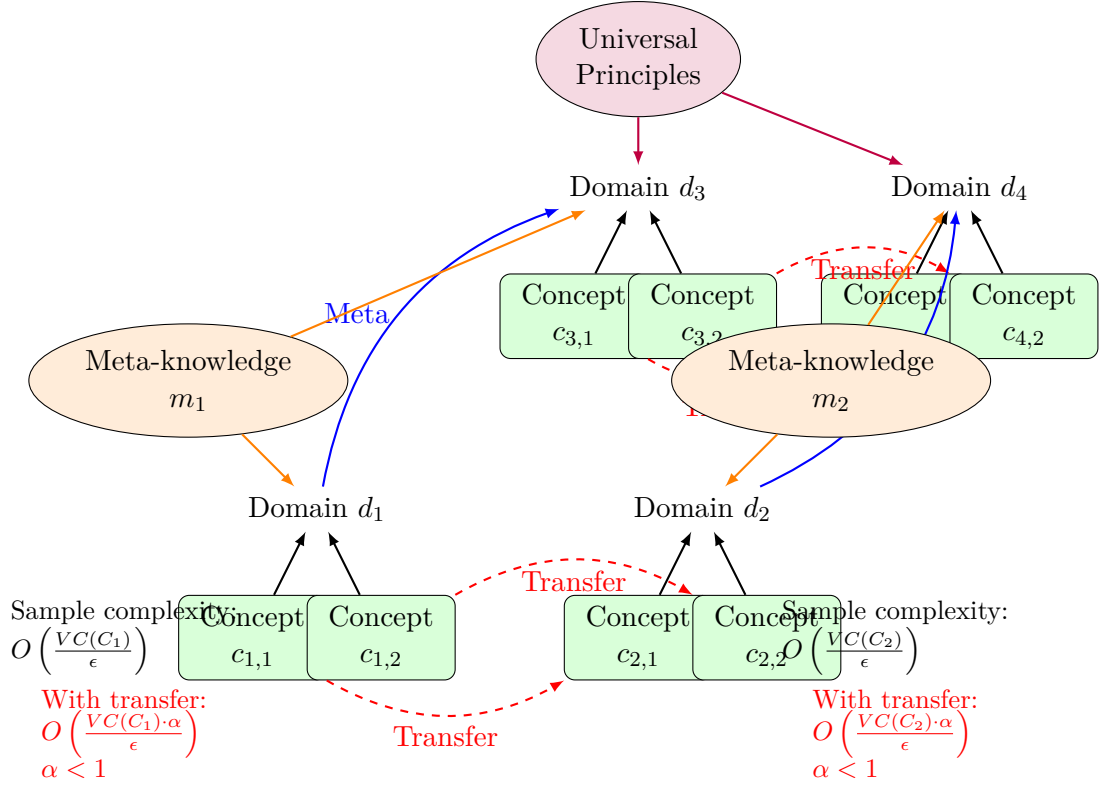 Universal
Principles
Domain d₃
Domain d₄
Transfer
Concept
c₃,₁
Concept
c₃,₂
Concept
Concept
c₄,₂
Meta
Meta-knowledge
m₁
Meta-knowledge
m₂
Domain d₁
Domain d₂
Transfer
Sample complexity:
O (VC(C₁)/ϵ)
Concept
c₁,₁
Concept
c₁,₂
Concept
c₂,₁
Concept
c₂,₂
Sample complexity:
O (VC(C₂)/ϵ)
With transfer:
O (VC(C₁)·α/ϵ)
α < 1
Transfer
With transfer:
O (VC(C₂)·α/ϵ)
α < 1